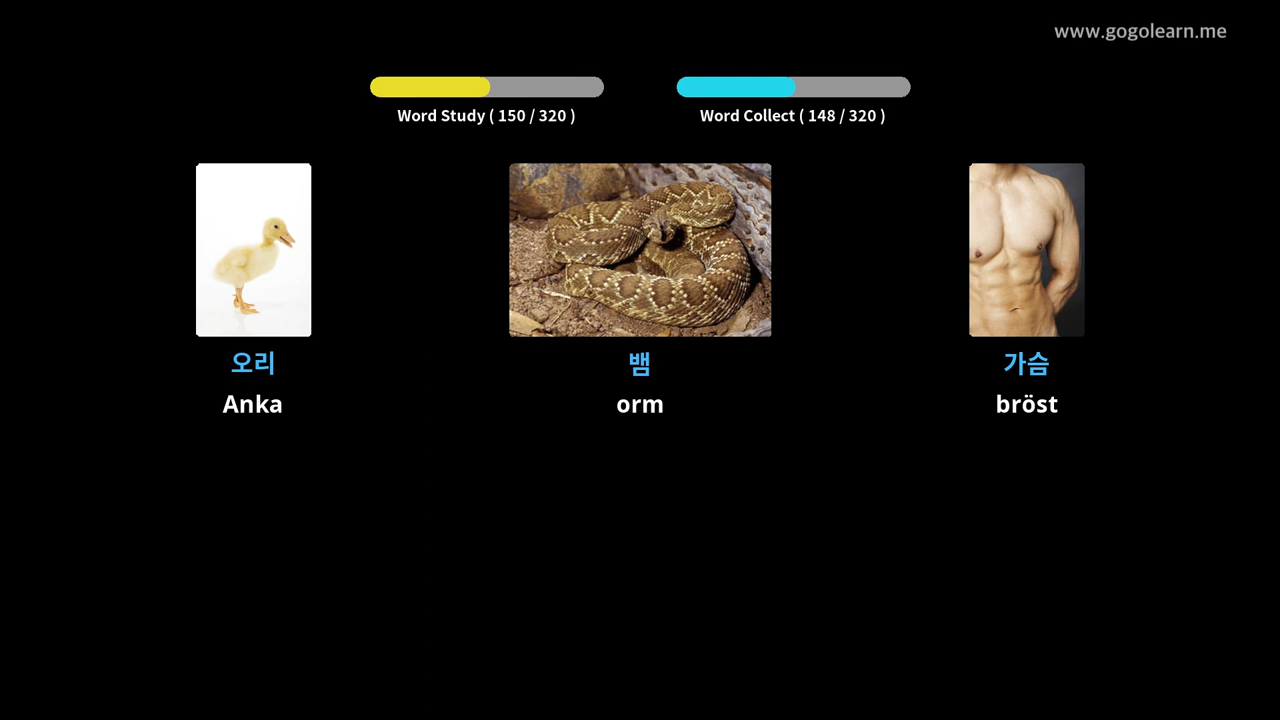 www.gogolearn.me
Word Study ( 150 / 320 )
Word Collect ( 148 / 320 )
오리
뱀
가슴
Anka
orm
bröst